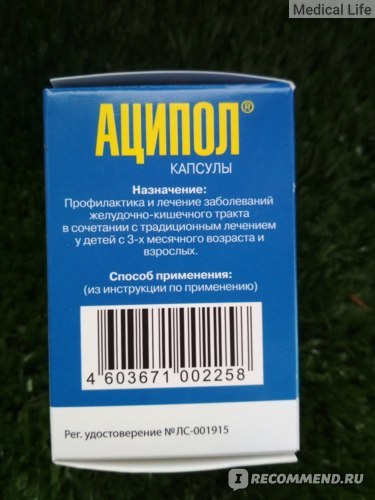 Medical Life
АЦИПОЛ®
КАПСУЛЫ
Назначение:
Профилактика и лечение заболеваний
желудочно-кишечного тракта
в сочетании с традиционным лечением
у детей с 3-х месячного возраста и
взрослых.
Способ применения:
(из инструкции по применению)
4 603671 002258
Рег. удостоверение №ЛС-001915
IRECOMMEND.RU